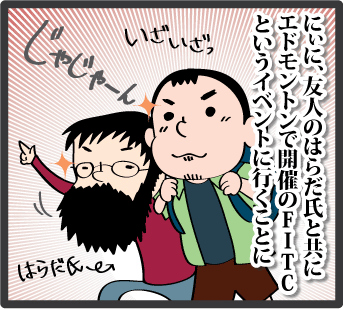 にぃに、友人のはらだ氏と共に
エドモントンで開催のFITC
というイベントに行くことに
いざいざっ
じゃじゃーん
はらだ氏